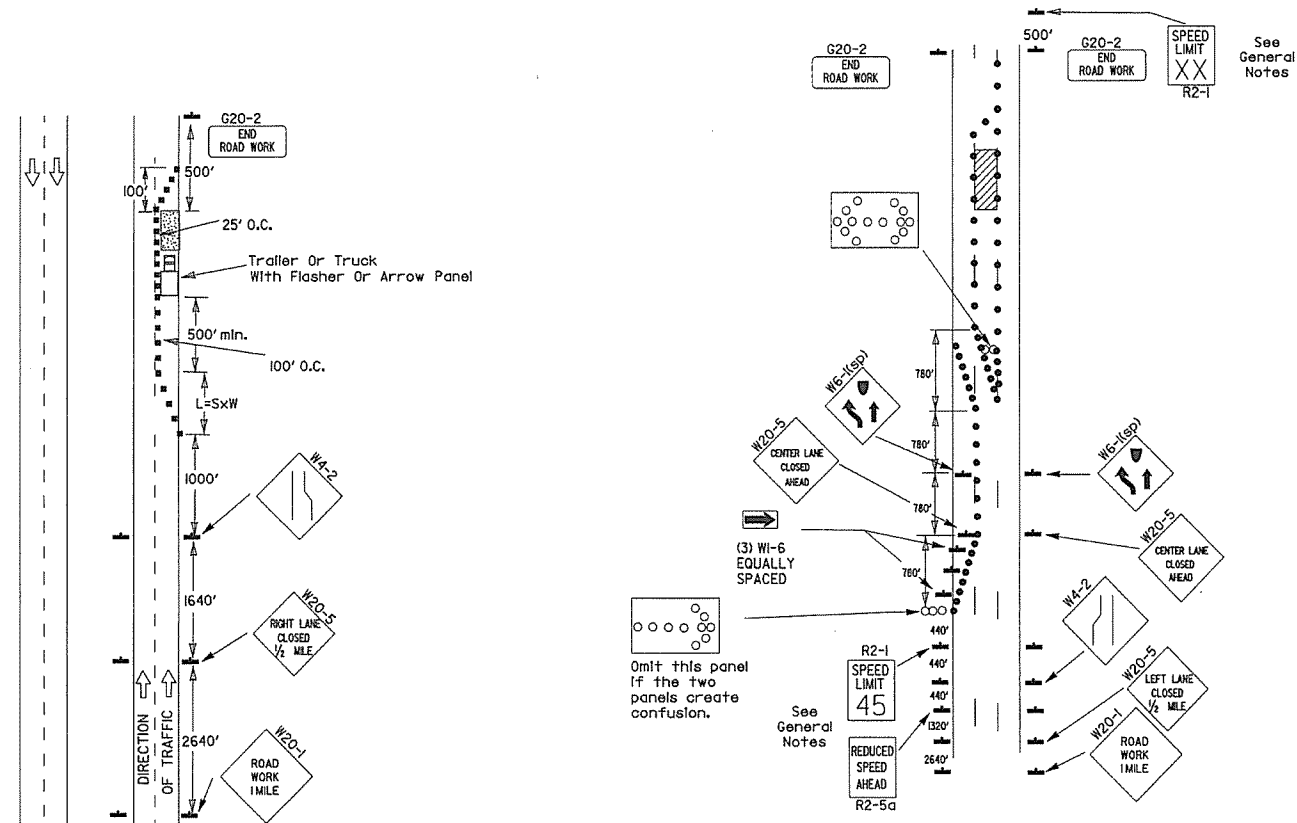 G20-2
END
ROAD WORK
500'
100'
25' O.C.
Trailer Or Truck
With Flasher Or Arrow Panel
500' min.
100' O.C.
L=SxW
1000'
W4-2
1640'
W20-5
RIGHT LANE
CLOSED
1/2 MILE
DIRECTION
OF TRAFFIC
2640'
W20-1
ROAD
WORK
1 MILE
G20-2
END
ROAD WORK
500'
G20-2
END
ROAD WORK
SPEED
LIMIT
XX
R2-1
See
General
Notes
780'
W6-1(sp)
780'
W20-5
CENTER LANE
CLOSED
AHEAD
780'
(3) W1-6
EQUALLY
SPACED
780'
Omit this panel
if the two
panels create
confusion.
440'
R2-1
SPEED
LIMIT
45
440'
440'
See
General
Notes
1320'
REDUCED
SPEED
AHEAD
R2-5a
2640'
W6-1(sp)
W20-5
CENTER LANE
CLOSED
AHEAD
W4-2
W20-5
LEFT LANE
CLOSED
1/2 MILE
W20-1
ROAD
WORK
1 MILE